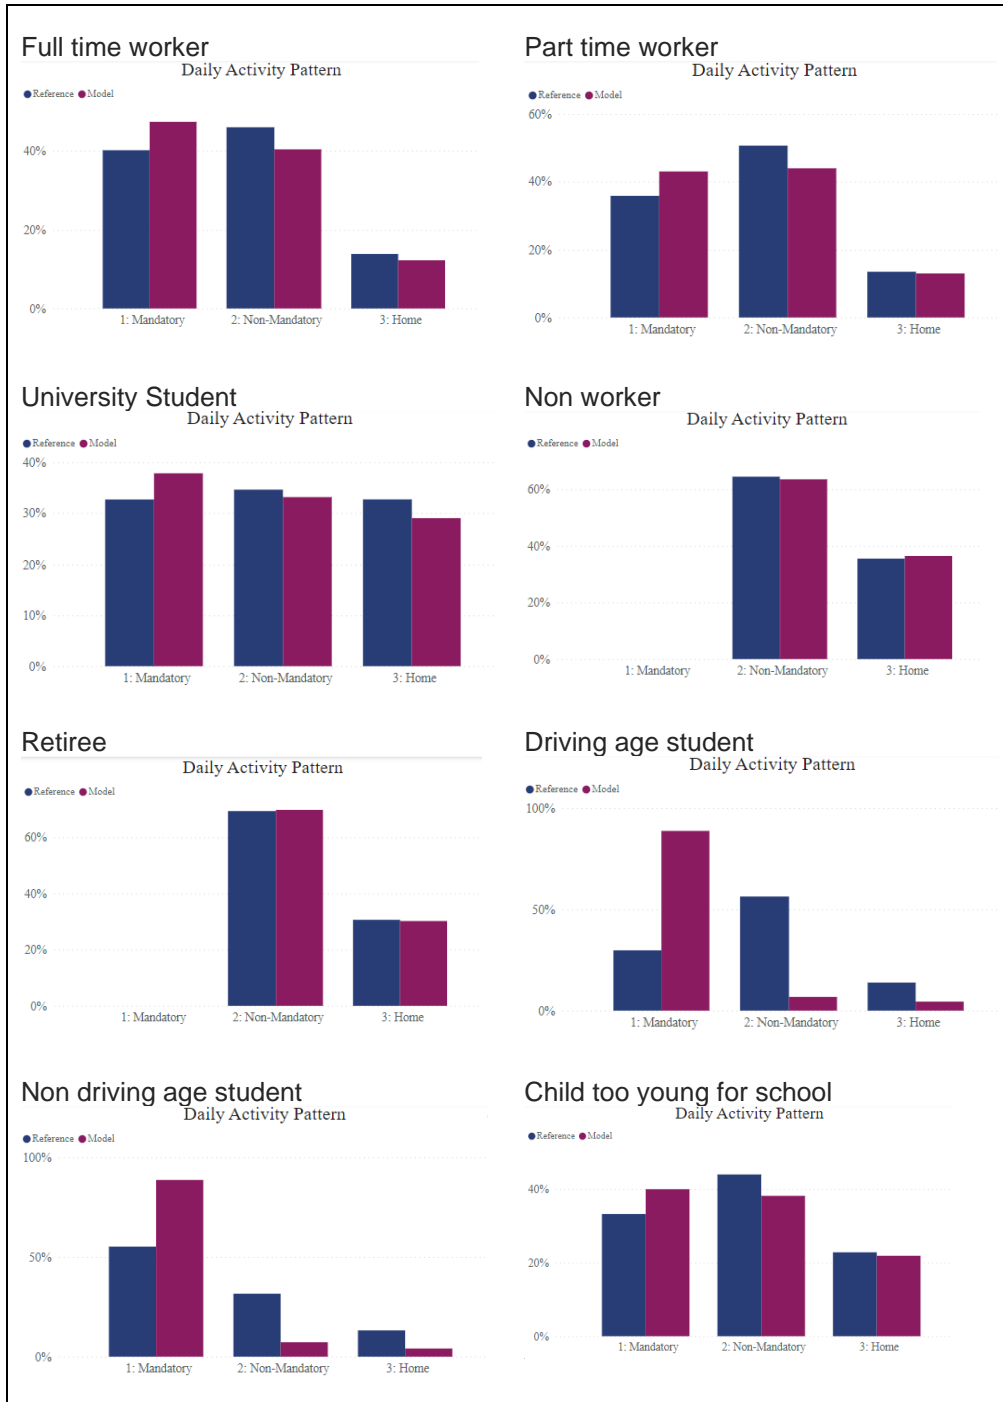 Full time worker
Daily Activity Pattern
Reference Model
40%
20%
0%
1: Mandatory 2: Non-Mandatory 3: Home
Part time worker
Daily Activity Pattern
Reference Model
60%
40%
20%
0%
1: Mandatory 2: Non-Mandatory 3: Home
University Student
Daily Activity Pattern
Reference Model
40%
30%
20%
10%
0%
1: Mandatory 2: Non-Mandatory 3: Home
Non worker
Daily Activity Pattern
Reference Model
60%
40%
20%
0%
1: Mandatory 2: Non-Mandatory 3: Home
Retiree
Daily Activity Pattern
Reference Model
60%
40%
20%
0%
1: Mandatory 2: Non-Mandatory 3: Home
Driving age student
Daily Activity Pattern
Reference Model
100%
50%
0%
1: Mandatory 2: Non-Mandatory 3: Home
Non driving age student
Daily Activity Pattern
Reference Model
100%
50%
0%
1: Mandatory 2: Non-Mandatory 3: Home
Child too young for school
Daily Activity Pattern
Reference Model
40%
20%
0%
1: Mandatory 2: Non-Mandatory 3: Home